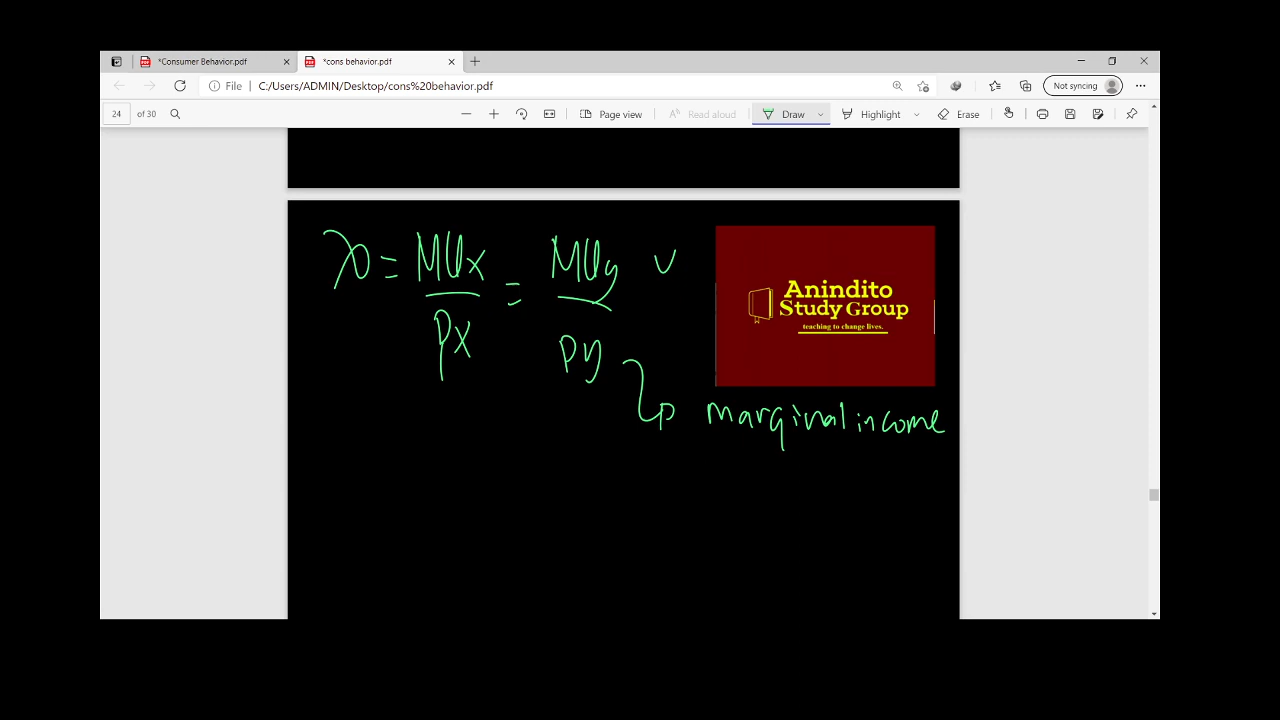 *Consumer Behavior.pdf
*cons behavior.pdf
File
C:/Users/ADMIN/Desktop/cons%20behavior.pdf
Not syncing
24 of 30
Page view
Read aloud
Draw
Highlight
Erase
λ = MUx = MUy
Px Py
Anindito
Study Group
teaching to change lives.
marginal income